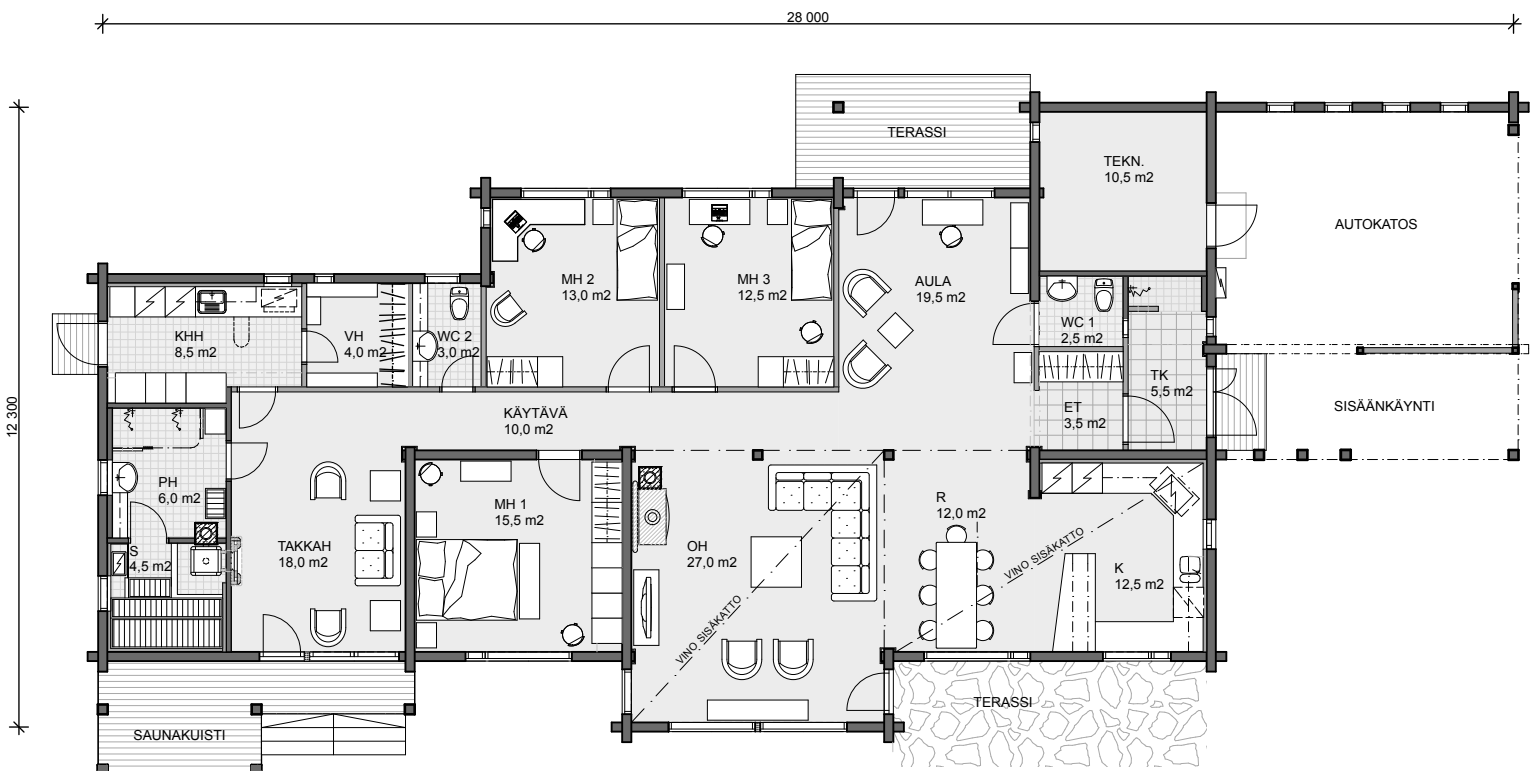 28 000
12 300
TERASSI
TEKN.
10,5 m2
AUTOKATOS
MH 2
13,0 m2
MH 3
12,5 m2
AULA
19,5 m2
KHH
8,5 m2
VH
4,0 m2
WC 2
3,0 m2
WC 1
2,5 m2
TK
5,5 m2
ET
3,5 m2
SISÄÄNKÄYNTI
KÄYTÄVÄ
10,0 m2
PH
6,0 m2
MH 1
15,5 m2
R
12,0 m2
S
4,5 m2
TAKKAH
18,0 m2
OH
27,0 m2
VINO SISÄKATTO
K
12,5 m2
VINO SISÄKATTO
TERASSI
SAUNAKUISTI